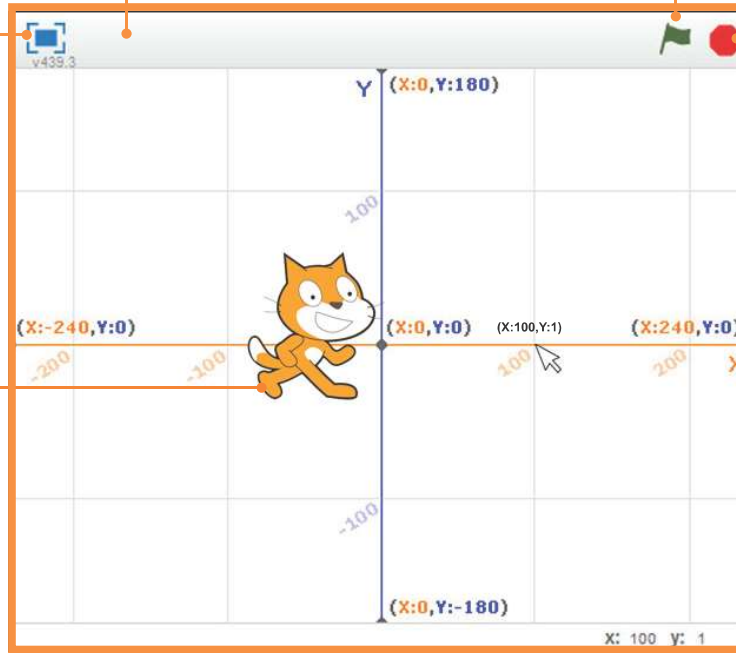 v439.3
Y (X:0,Y:180)
100
(X:-240,Y:0) (X:0,Y:0) (X:100,Y:1) (X:240,Y:0)
-200 -100 100 200 X
-100
(X:0,Y:-180)
X: 100 y: 1